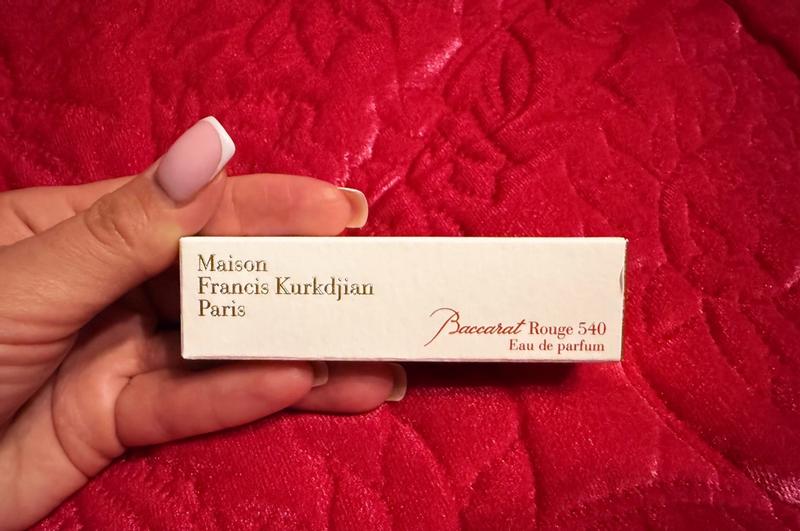 Maison
Francis Kurkdjian
Paris
Baccarat Rouge 540
Eau de parfum